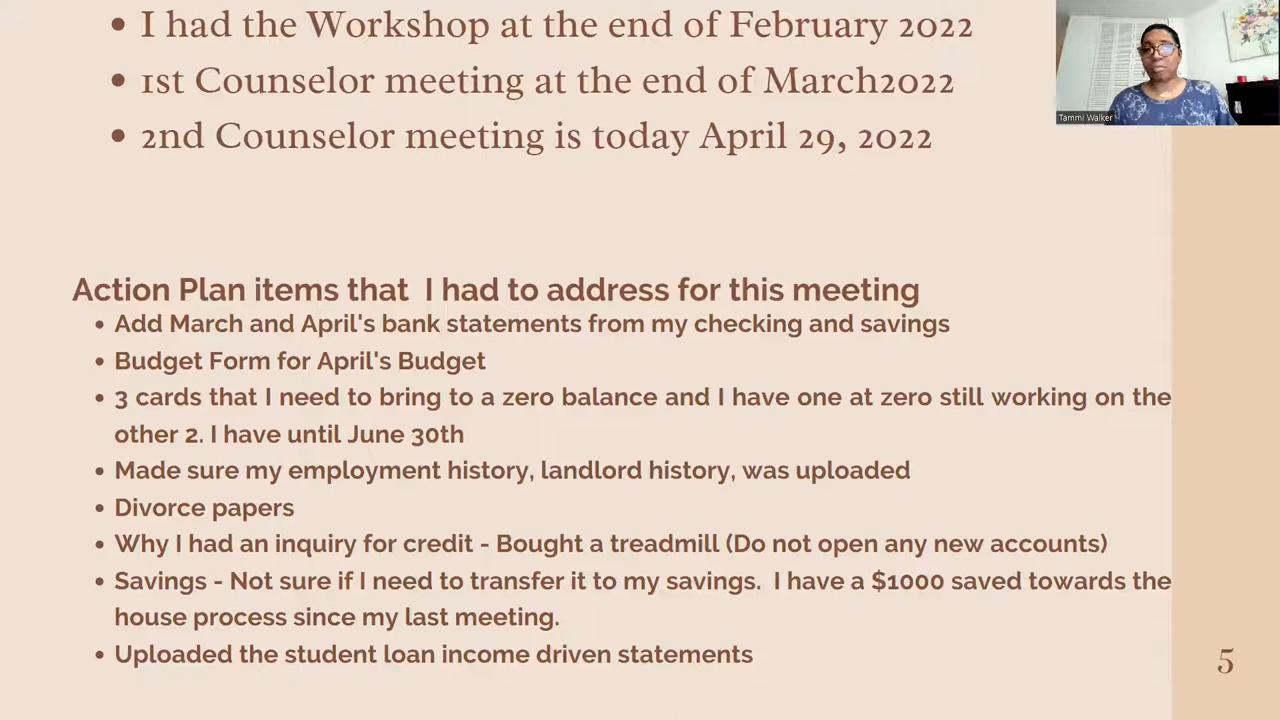 • I had the Workshop at the end of February 2022
• 1st Counselor meeting at the end of March2022
• 2nd Counselor meeting is today April 29, 2022
Tammi Walker
Action Plan items that  I had to address for this meeting
• Add March and April's bank statements from my checking and savings
• Budget Form for April's Budget
• 3 cards that I need to bring to a zero balance and I have one at zero still working on the
other 2. I have until June 30th
• Made sure my employment history, landlord history, was uploaded
• Divorce papers
• Why I had an inquiry for credit - Bought a treadmill (Do not open any new accounts)
• Savings - Not sure if I need to transfer it to my savings.  I have a $1000 saved towards the
house process since my last meeting.
• Uploaded the student loan income driven statements
5